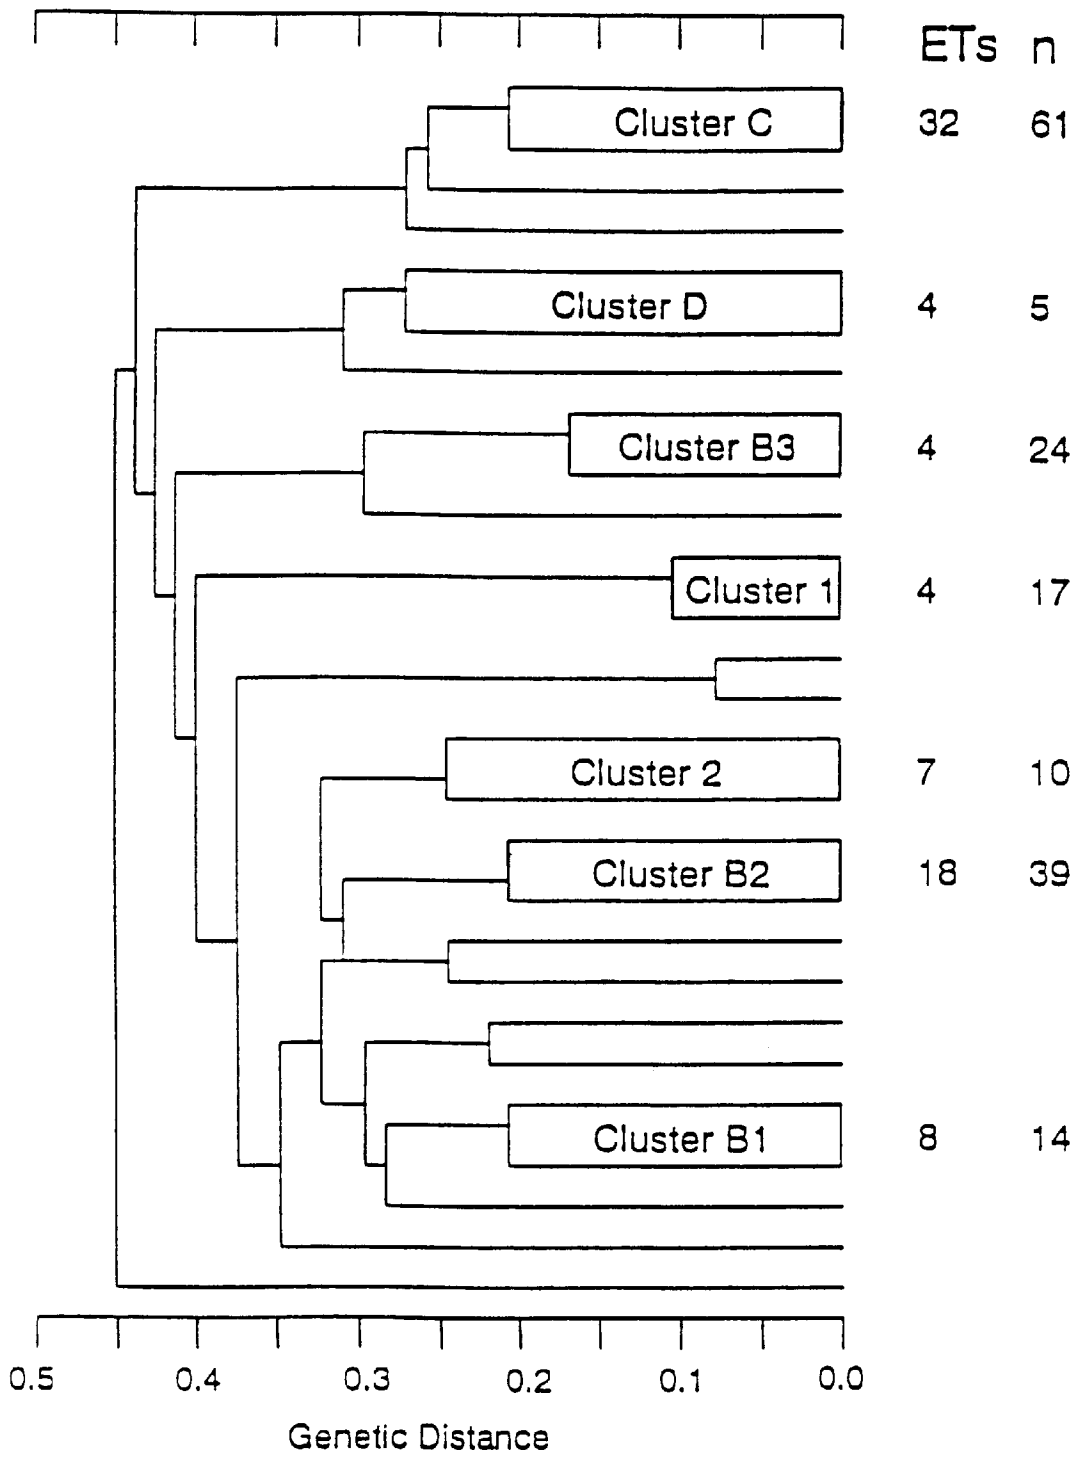 ETs n
Cluster C 32 61
Cluster D 4 5
Cluster B3 4 24
Cluster 1 4 17
Cluster 2 7 10
Cluster B2 18 39
Cluster B1 8 14
0.5 0.4 0.3 0.2 0.1 0.0
Genetic Distance